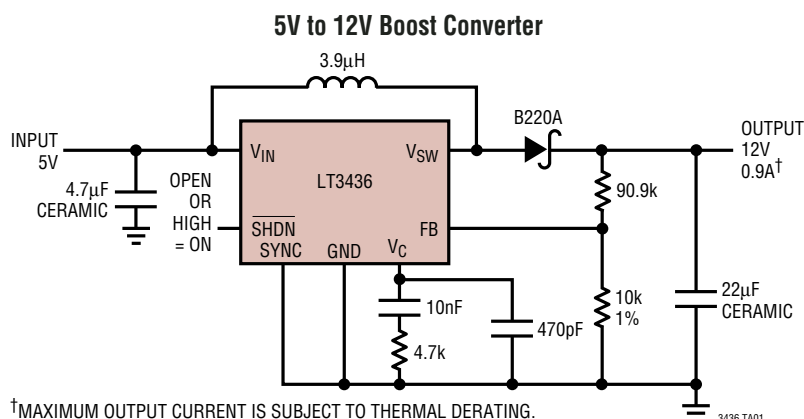 5V to 12V Boost Converter
3.9μH
B220A
INPUT
5V
OUTPUT
12V
0.9A†
VIN
VSW
LT3436
4.7μF
CERAMIC
OPEN
OR
HIGH
= ON
SHDN
SYNC
GND
VC
FB
90.9k
10k
1%
22μF
CERAMIC
10nF
4.7k
470pF
†MAXIMUM OUTPUT CURRENT IS SUBJECT TO THERMAL DERATING.
3436 TA01